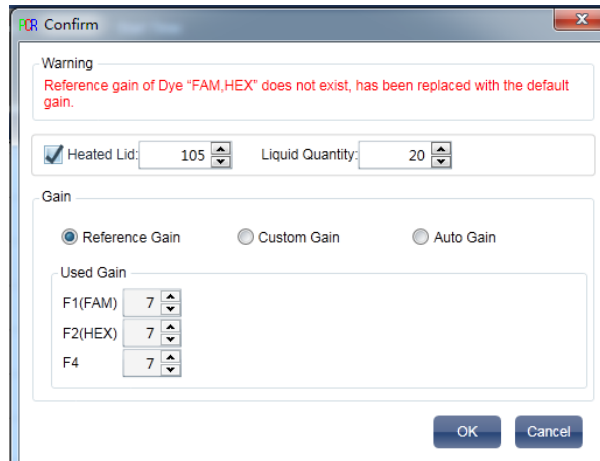 PCR Confirm
Warning
Reference gain of Dye “FAM,HEX” does not exist, has been replaced with the default
gain.
Heated Lid: 105 Liquid Quantity: 20
Gain
Reference Gain Custom Gain Auto Gain
Used Gain
F1(FAM) 7
F2(HEX) 7
F4 7
OK Cancel